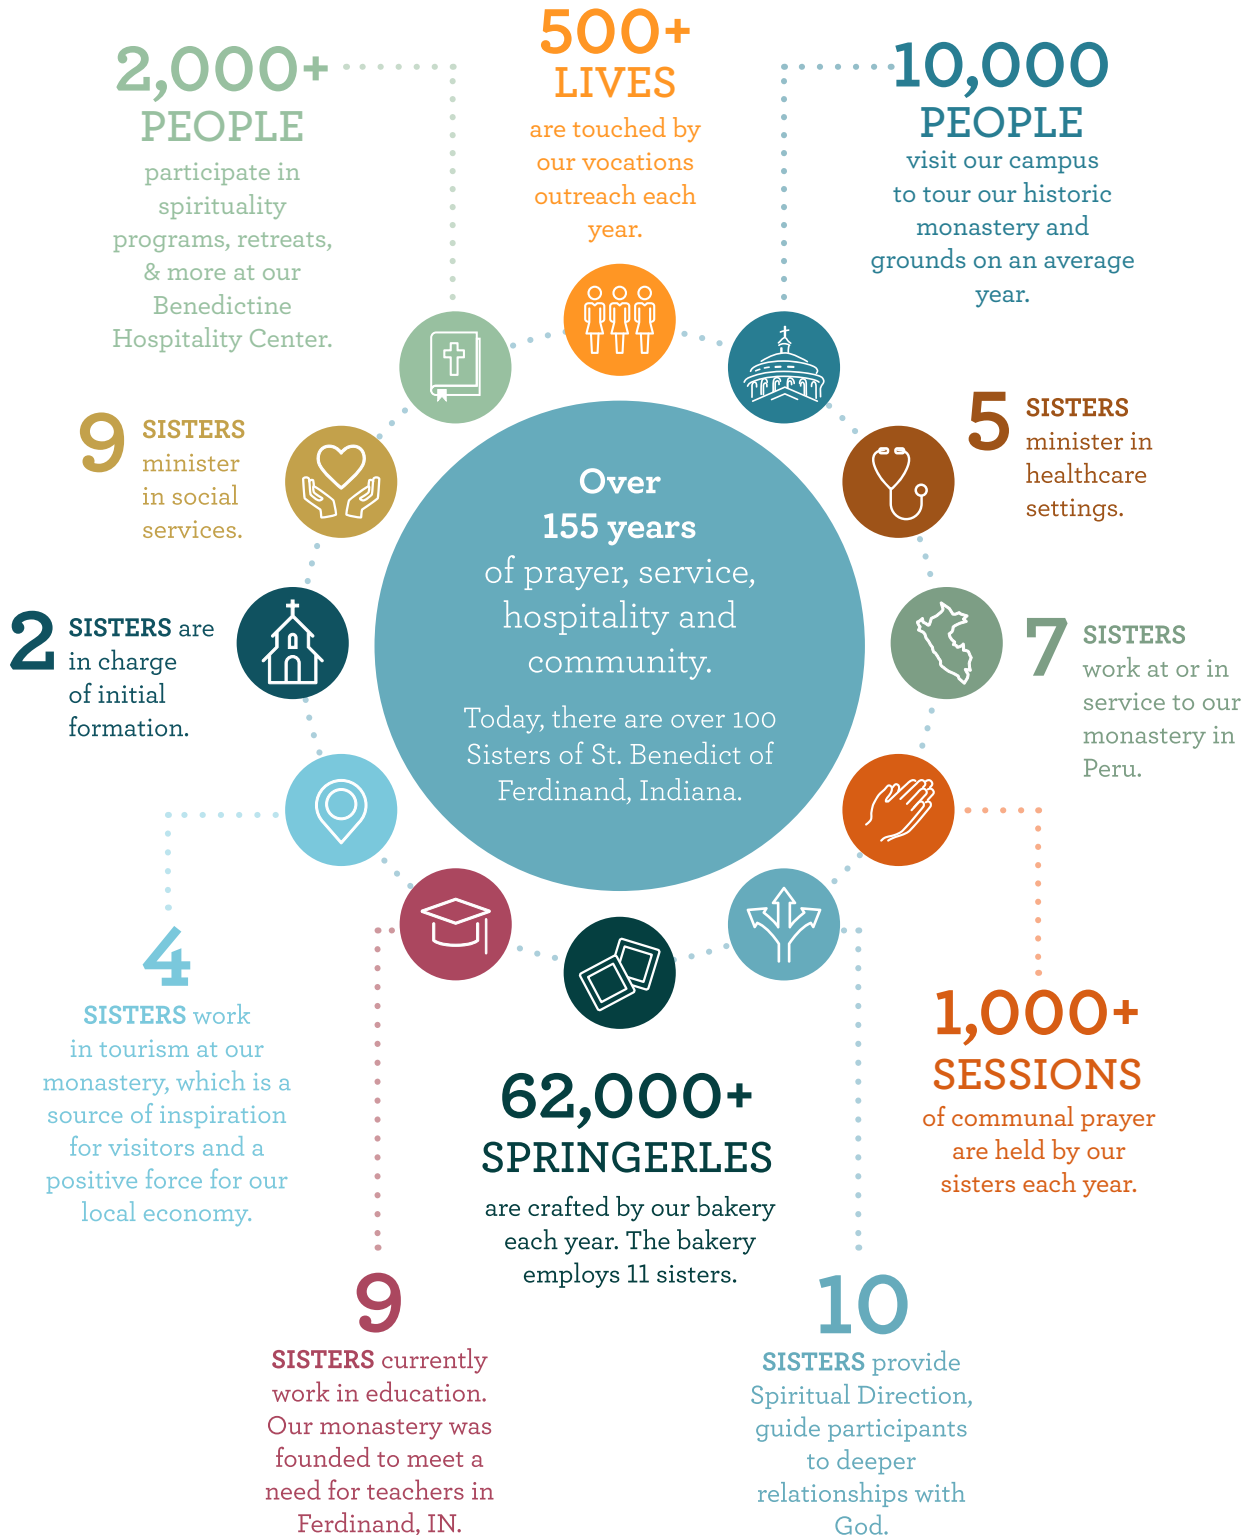 2,000+
PEOPLE
participate in
spirituality
programs, retreats,
& more at our
Benedictine
Hospitality Center.
500+
LIVES
are touched by
our vocations
outreach each
year.
10,000
PEOPLE
visit our campus
to tour our historic
monastery and
grounds on an average
year.
9
SISTERS
minister
in social
services.
5
SISTERS
minister in
healthcare
settings.
Over
155 years
of prayer, service,
hospitality and
community.
Today, there are over 100
Sisters of St. Benedict of
Ferdinand, Indiana.
2
SISTERS are
in charge
of initial
formation.
7
SISTERS
work at or in
service to our
monastery in
Peru.
4
SISTERS work
in tourism at our
monastery, which is a
source of inspiration
for visitors and a
positive force for our
local economy.
1,000+
SESSIONS
of communal prayer
are held by our
sisters each year.
62,000+
SPRINGERLES
are crafted by our bakery
each year. The bakery
employs 11 sisters.
9
SISTERS currently
work in education.
Our monastery was
founded to meet a
need for teachers in
Ferdinand, IN.
10
SISTERS provide
Spiritual Direction,
guide participants
to deeper
relationships with
God.